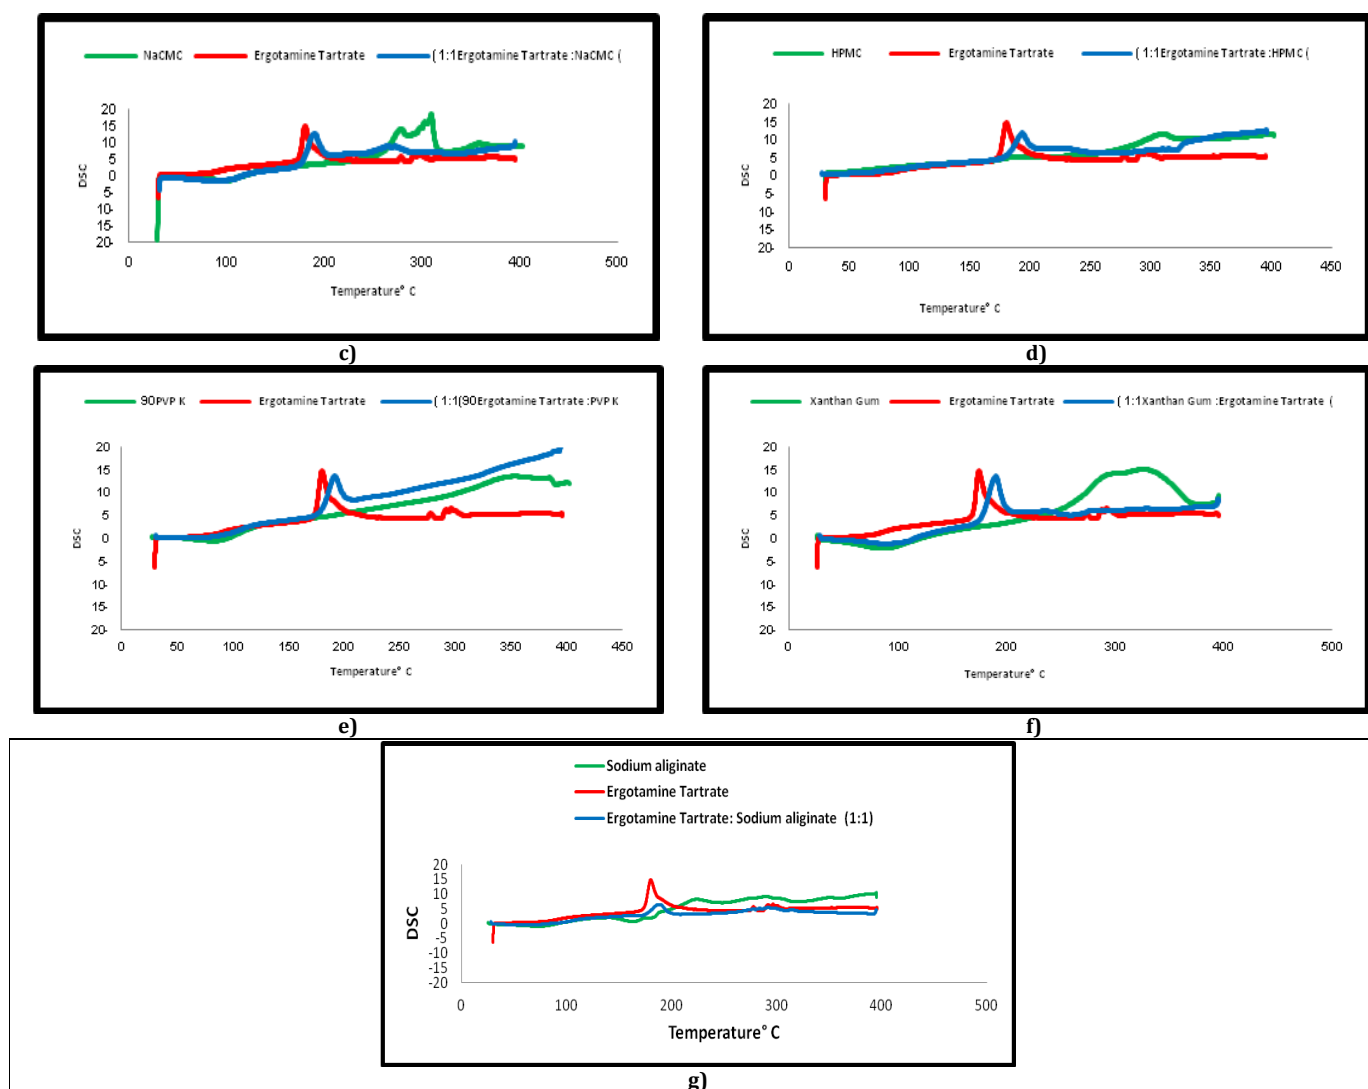 NaCMC Ergotamine Tartrate ( 1:1Ergotamine Tartrate :NaCMC (
20
15
10
5
0
5-
10-
15-
20-
DSC
0 100 200 300 400 500
Temperature° C
c)
HPMC Ergotamine Tartrate ( 1:1Ergotamine Tartrate :HPMC (
20
15
10
5
0
5-
10-
15-
20-
DSC
0 50 100 150 200 250 300 350 400 450
Temperature° C
d)
90PVP K Ergotamine Tartrate ( 1:1(90Ergotamine Tartrate :PVP K
20
15
10
5
0
5-
10-
15-
20-
DSC
0 50 100 150 200 250 300 350 400 450
Temperature° C
e)
Xanthan Gum Ergotamine Tartrate ( 1:1Xanthan Gum :Ergotamine Tartrate (
20
15
10
5
0
5-
10-
15-
20-
DSC
0 100 200 300 400 500
Temperature° C
f)
Sodium aliginate
Ergotamine Tartrate
Ergotamine Tartrate: Sodium aliginate (1:1)
20
15
10
5
0
-5
-10
-15
-20
DSC
0 100 200 300 400 500
Temperature° C
g)